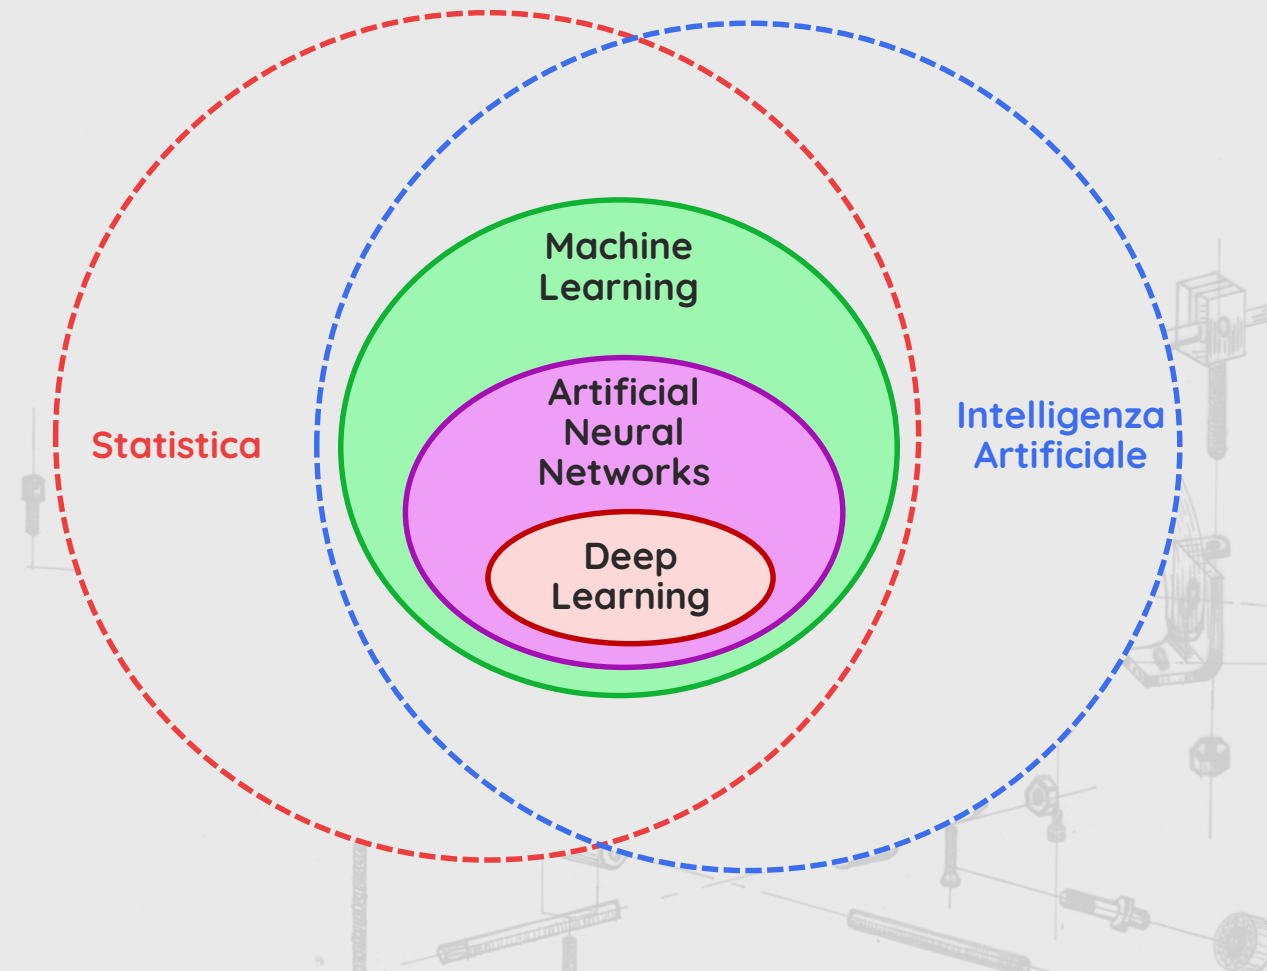 Machine
Learning
Artificial
Neural
Networks
Deep
Learning
Statistica
Intelligenza
Artificiale